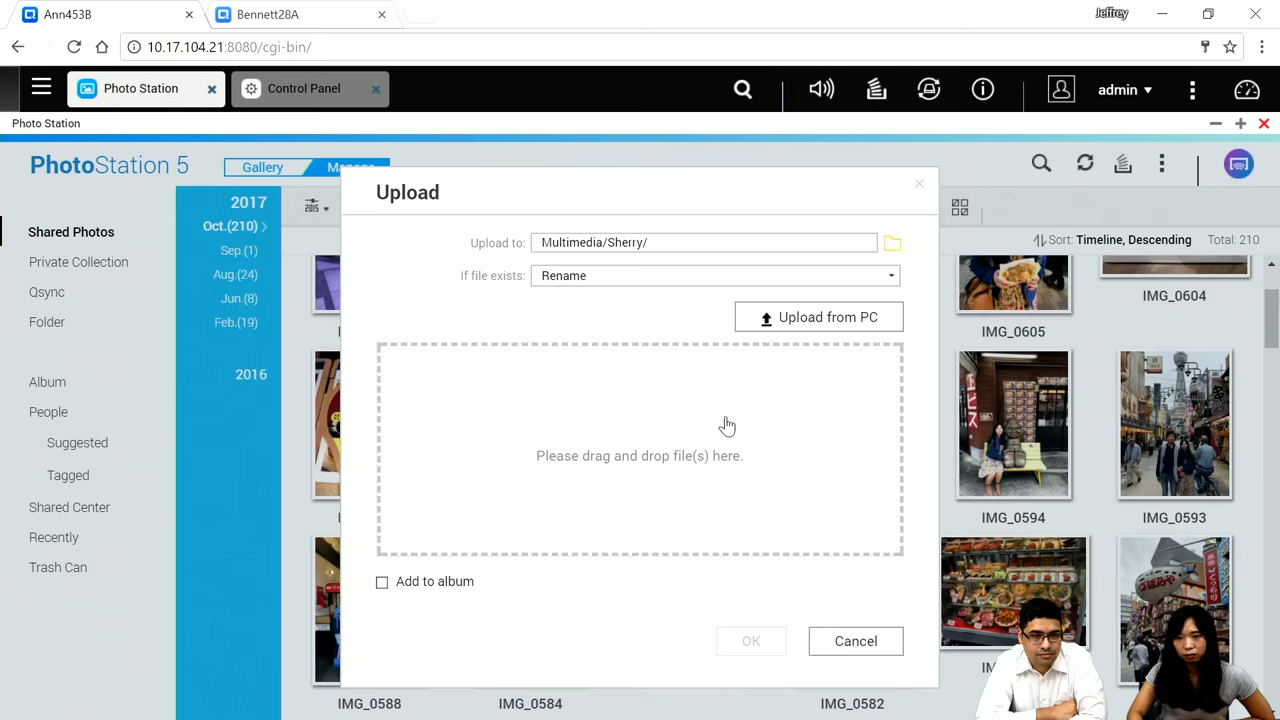 Ann453B
Bennett28A
Jeffrey
10.17.104.21:8080/cgi-bin/
Photo Station
Control Panel
admin
Photo Station
PhotoStation 5
Gallery
Upload
2017
Oct.(210)
Sep.(1)
Aug.(24)
Jun.(8)
Feb.(19)
2016
2015
Shared Photos
Private Collection
Qsync
Folder
Album
People
Suggested
Tagged
Shared Center
Recently
Trash Can
Upload to: Multimedia/Sherry/
If file exists: Rename
Upload from PC
Please drag and drop file(s) here.
Add to album
OK
Cancel
Sort: Timeline, Descending
Total: 210
IMG_0604
IMG_0605
IMG_0594
IMG_0593
IMG_0588
IMG_0584
IMG_0582